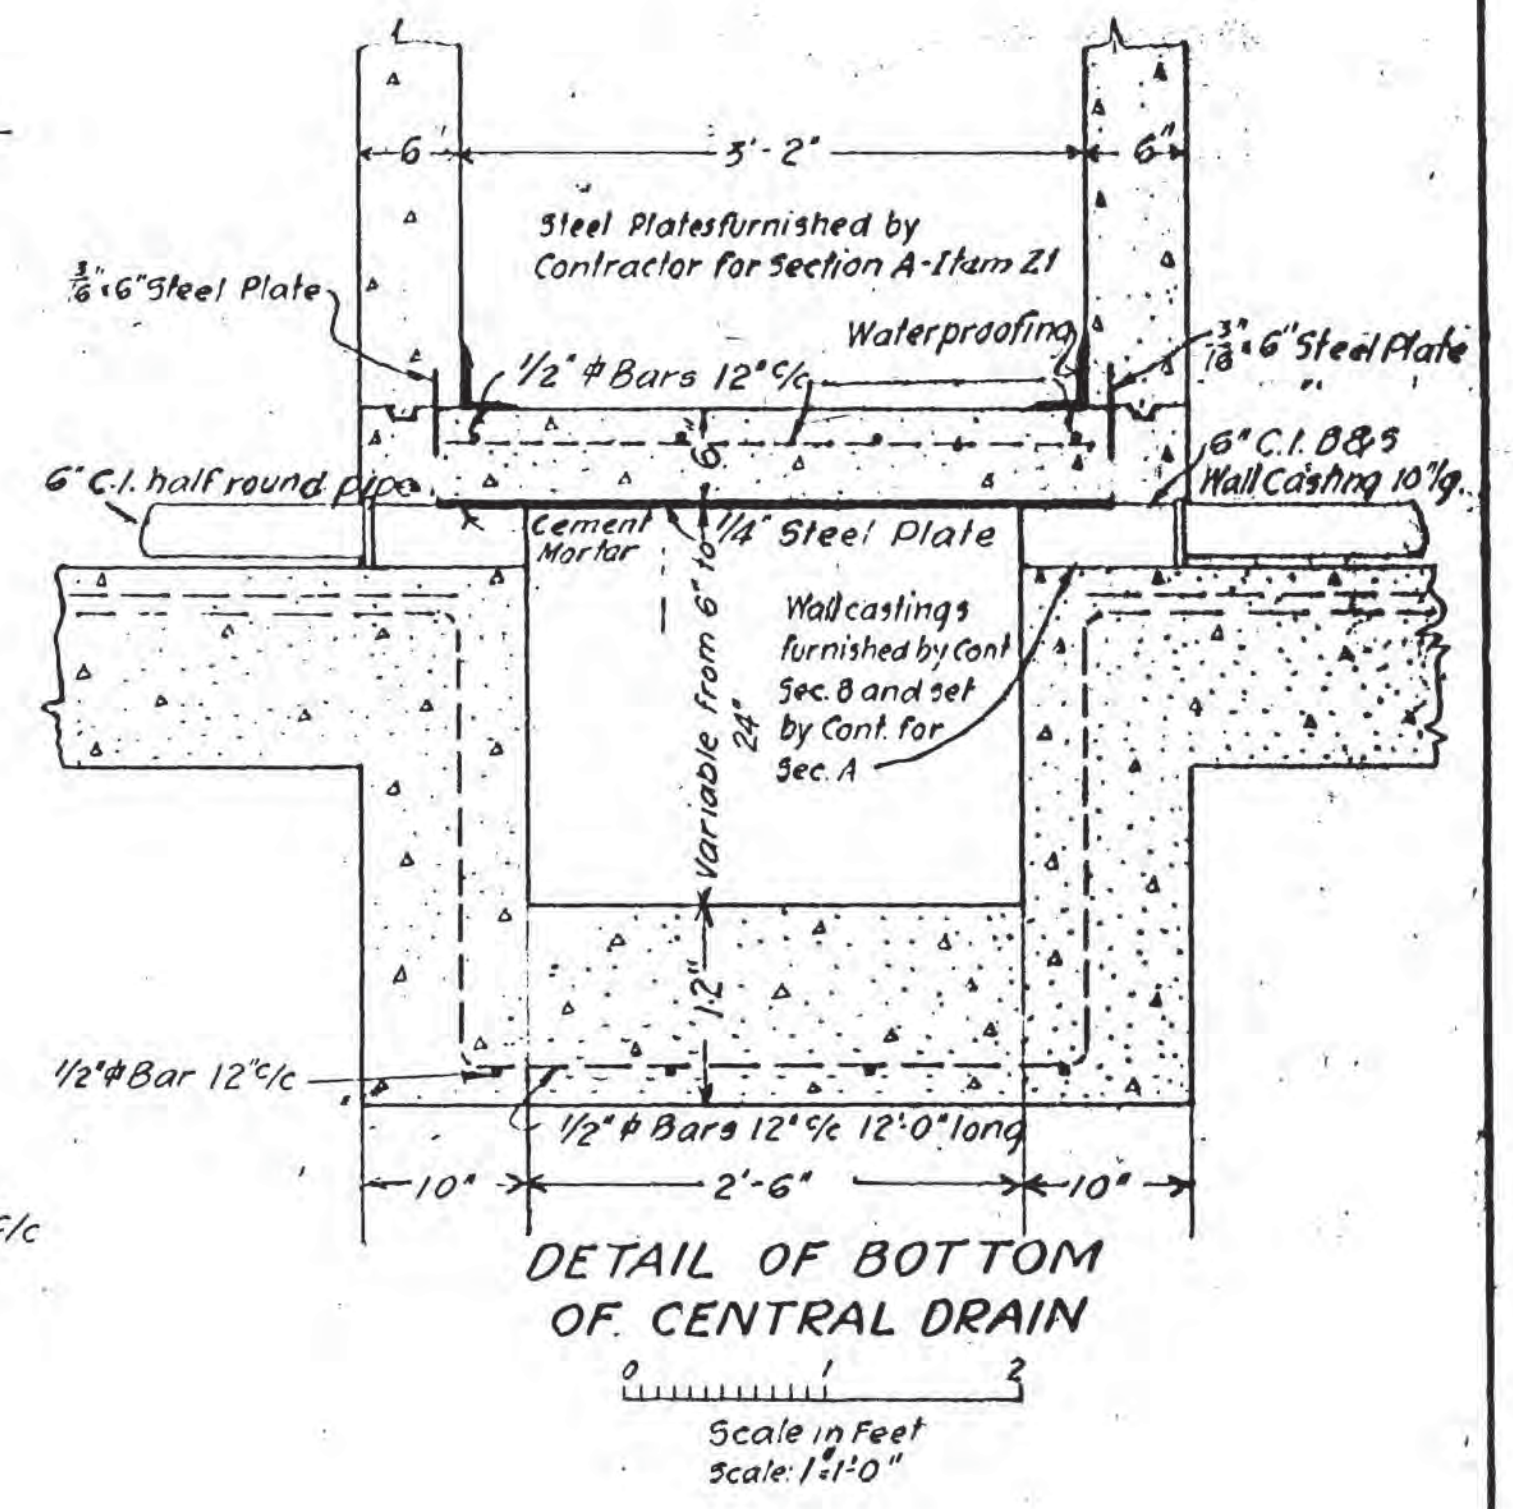 6"
3'-2"
6"
Steel Plates furnished by
Contractor for Section A-Item 21
3/16"x6" Steel Plate
Waterproofing
3/16"x6" Steel Plate
1/2"ɸ Bars 12" c/c
6"
6" C.I. B&S
Wall Casting 10"lg.
6" C.I. half round pipe
Cement
Mortar
1/4" Steel Plate
Variable from 6" to
24"
Wall castings
furnished by Cont
Sec. B and set
by Cont. for
Sec. A
1'2"
1/2"ɸ Bar 12" c/c
1/2"ɸ Bars 12" c/c 12'-0" long
10"
2'-6"
10"
c/c
DETAIL OF BOTTOM
OF CENTRAL DRAIN
0 1 2
Scale in Feet
Scale: 1"=1'-0"